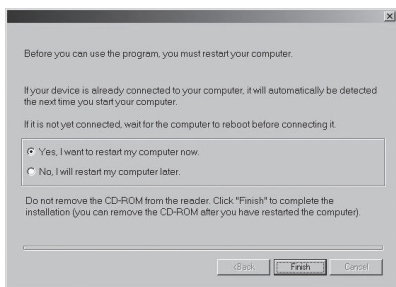 Before you can use the program, you must restart your computer.
If your device is already connected to your computer, it will automatically be detected
the next time you start your computer.
If it is not yet connected, wait for the computer to reboot before connecting it.
Yes, I want to restart my computer now.
No, I will restart my computer later.
Do not remove the CD-ROM from the reader. Click "Finish" to complete the
installation (you can remove the CD-ROM after you have restarted the computer).
<Back Finish Cancel